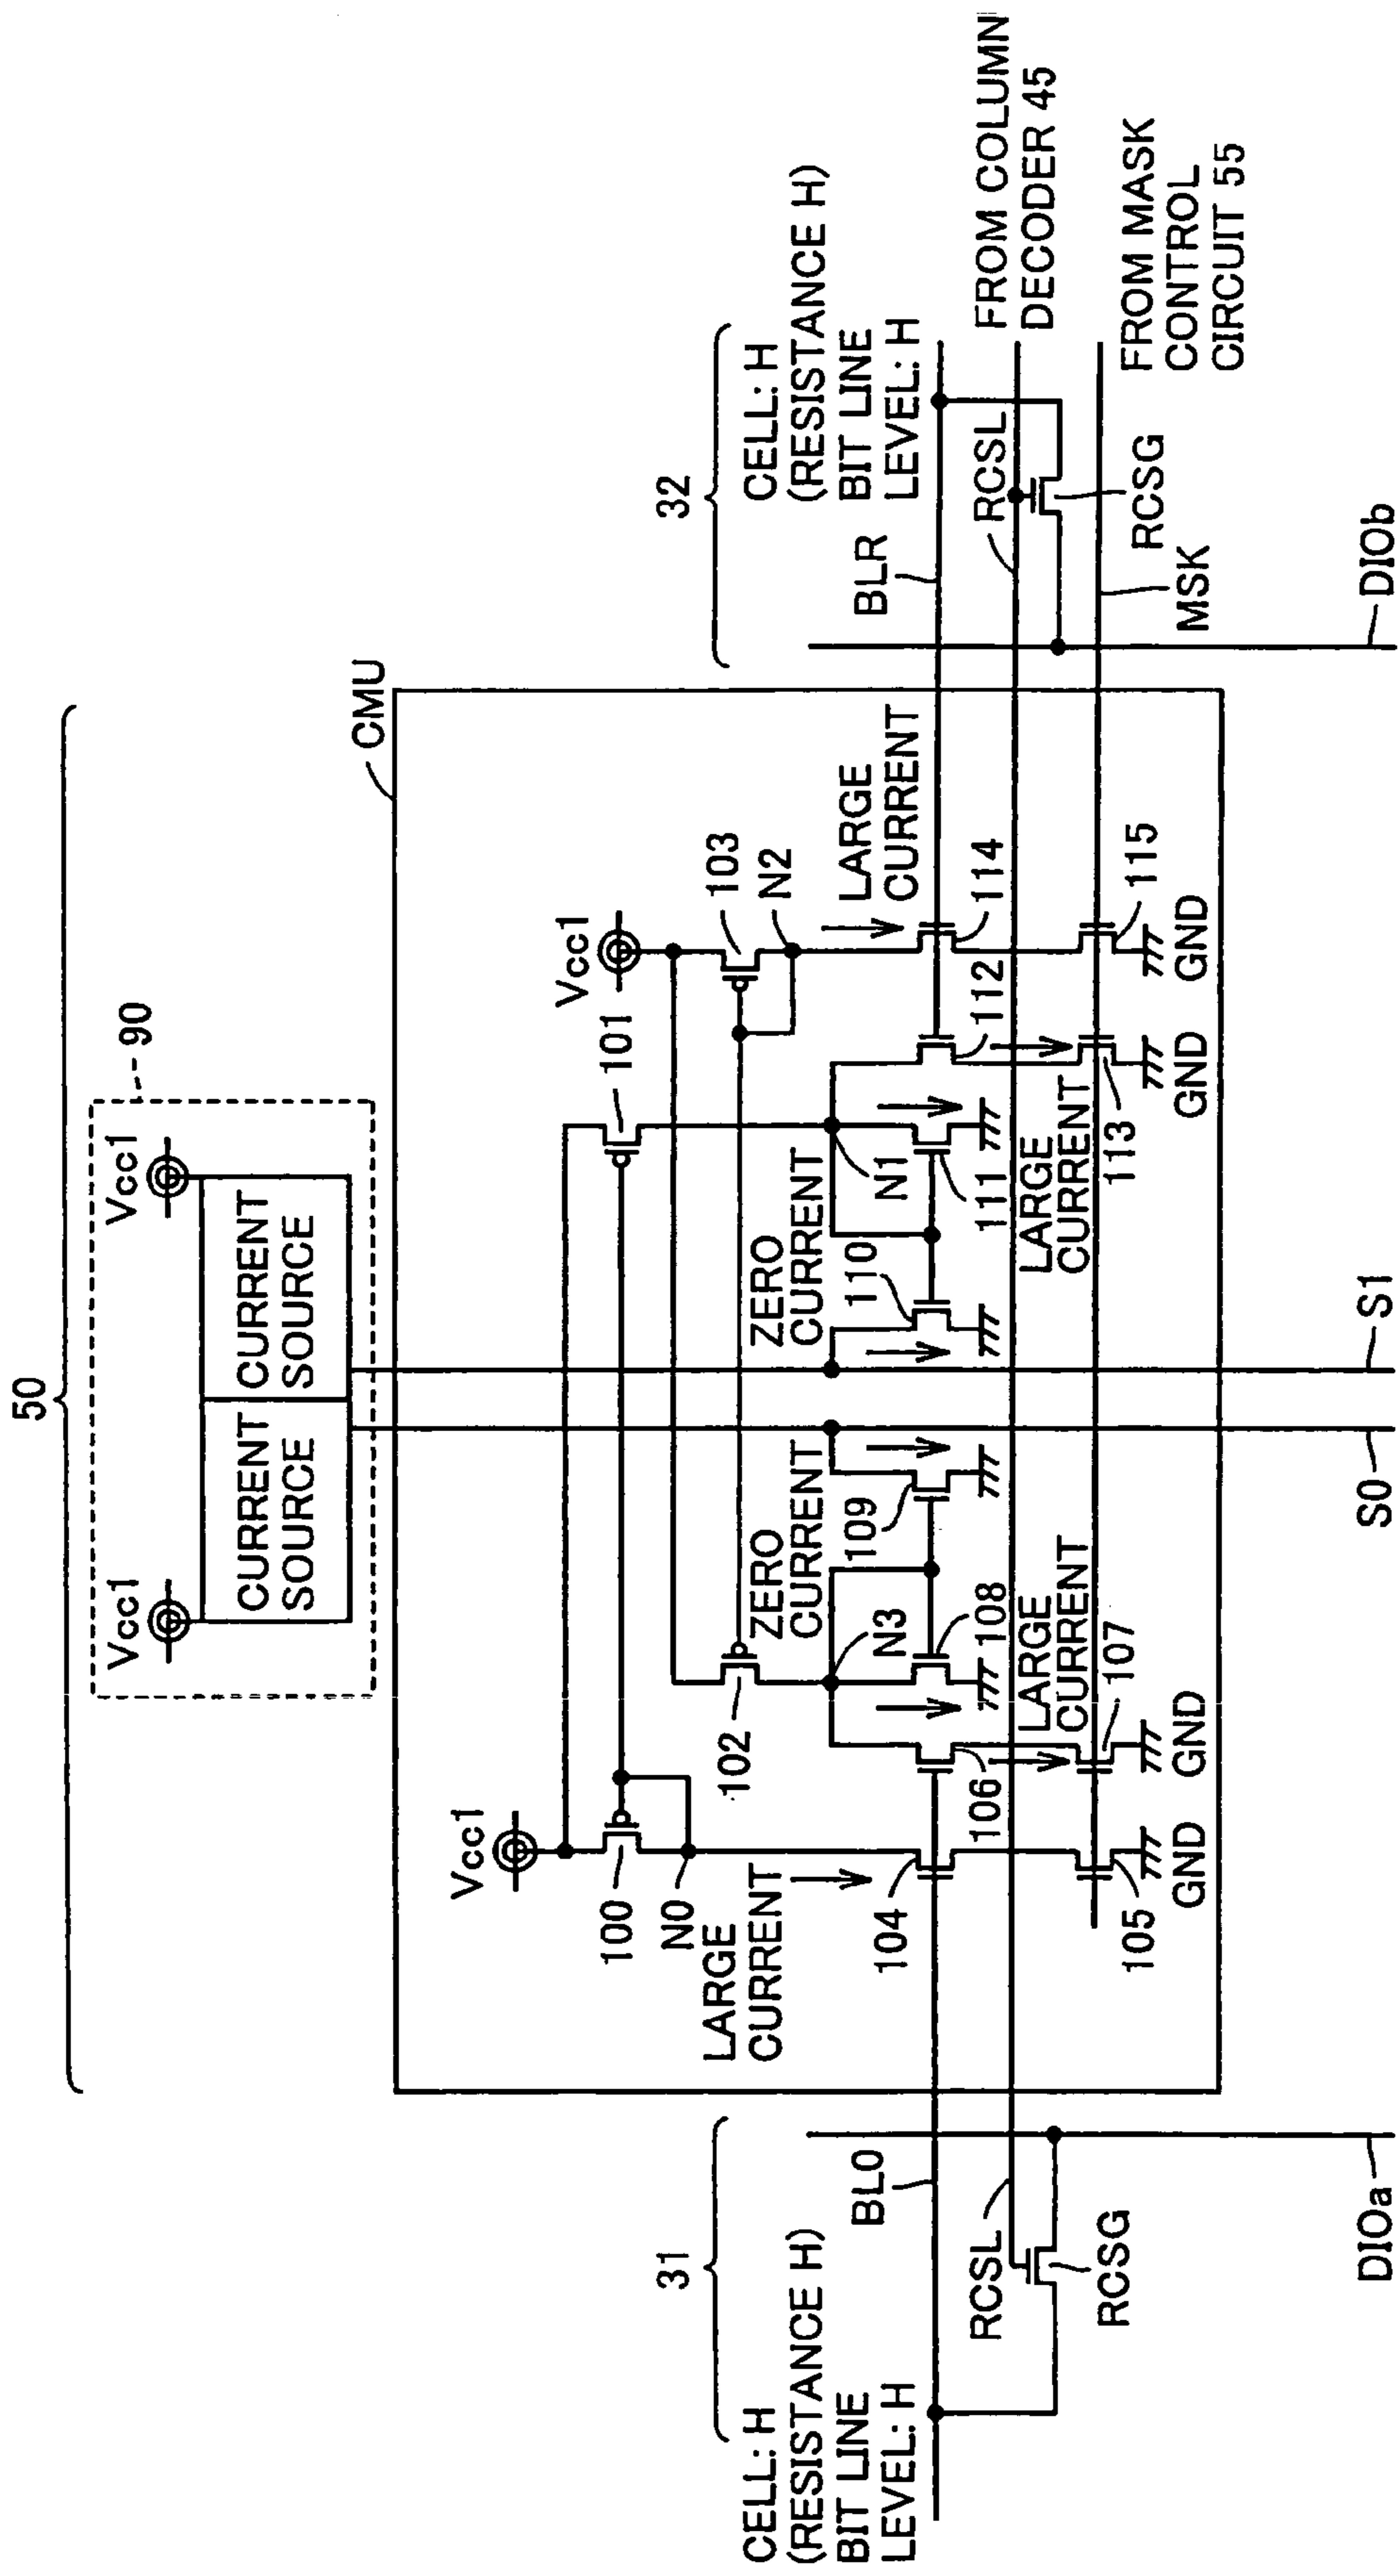 50
90
Vcc1
Vcc1
CURRENT
SOURCE
CURRENT
SOURCE
CMU
Vcc1
Vcc1
100
101
N0
LARGE
CURRENT
102
103
N2
ZERO
CURRENT
ZERO
CURRENT
LARGE
CURRENT
N3
N1
104
106
108
109
110
111
112
114
LARGE
CURRENT
LARGE
CURRENT
105
107
113
115
GND
GND
GND
GND
S0
S1
31
CELL: H
(RESISTANCE H)
BIT LINE
LEVEL: H
BL0
RCSL
RCSG
DIOa
32
CELL: H
(RESISTANCE H)
BIT LINE
LEVEL: H
BLR
RCSL
RCSG
MSK
DIOb
FROM COLUMN
DECODER 45
FROM MASK
CONTROL
CIRCUIT 55